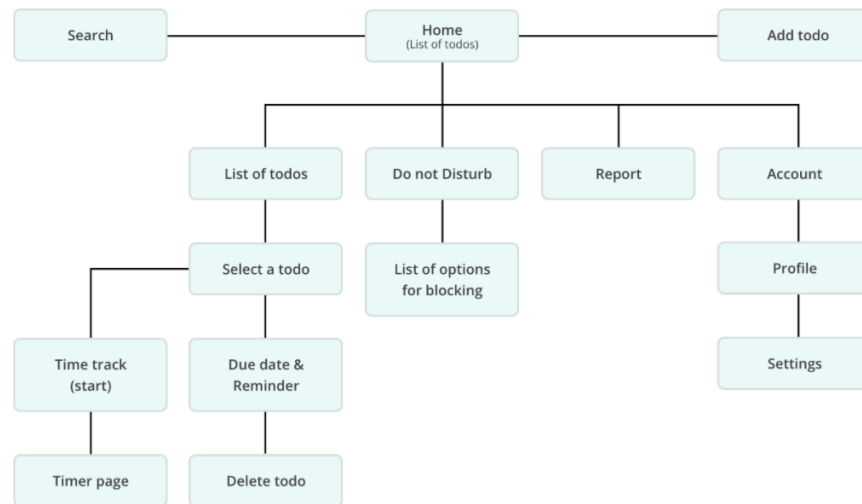 Search
Home
(List of todos)
Add todo
List of todos
Do not Disturb
Report
Account
Select a todo
List of options
for blocking
Profile
Time track
(start)
Due date &
Reminder
Settings
Timer page
Delete todo